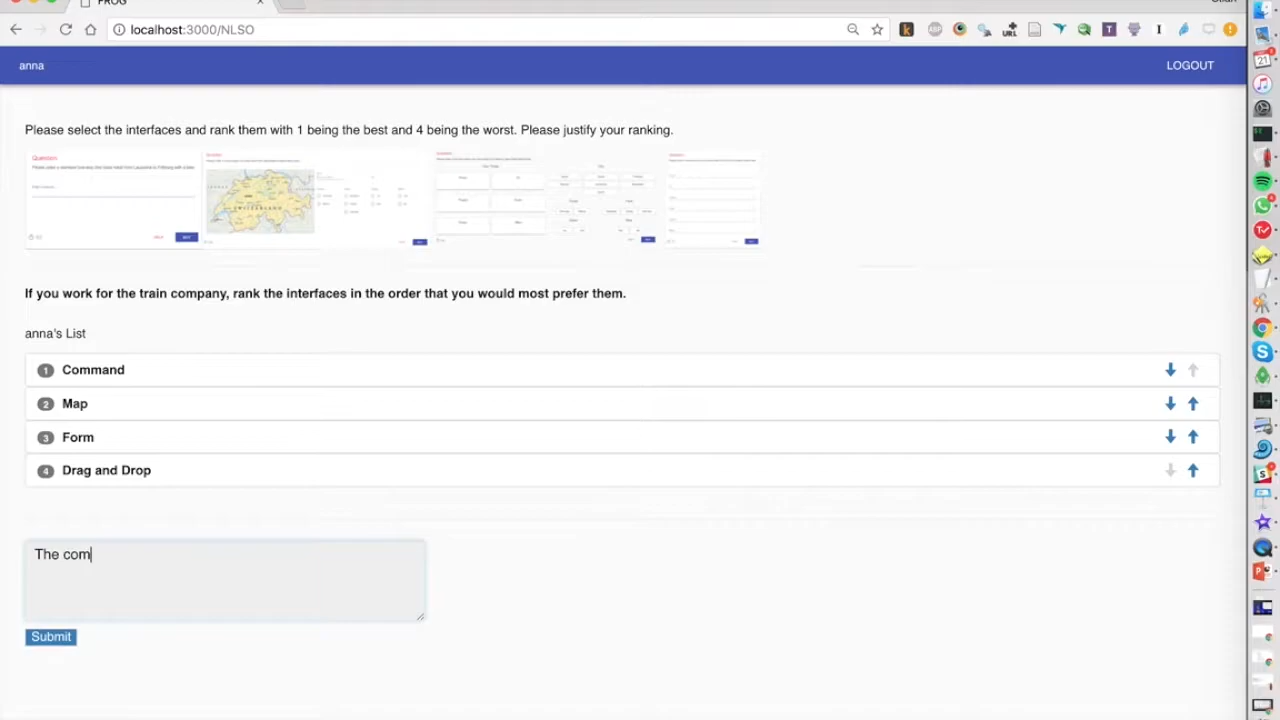 FROG
localhost:3000/NLSO
anna
LOGOUT
Please select the interfaces and rank them with 1 being the best and 4 being the worst. Please justify your ranking.
Question
If you work for the train company, rank the interfaces in the order that you would most prefer them.
anna's List
1 Command
2 Map
3 Form
4 Drag and Drop
The com
Submit